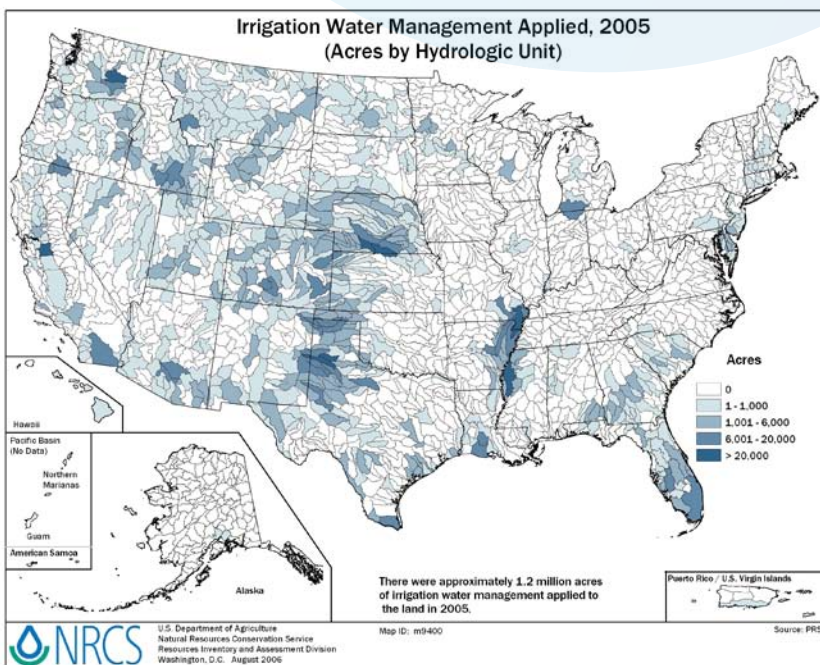 Irrigation Water Management Applied, 2005
(Acres by Hydrologic Unit)
Acres
0
1 - 1,000
1,001 - 6,000
6,001 - 20,000
> 20,000
Hawaii
Pacific Basin
(No Data)
Northern
Marianas
Guam
American Samoa
Alaska
There were approximately 1.2 million acres
of irrigation water management applied to
the land in 2005.
Puerto Rico / U.S. Virgin Islands
NRCS
U.S. Department of Agriculture
Natural Resources Conservation Service
Resources Inventory and Assessment Division
Washington, D.C. August 2006
Map ID: m9400
Source: PRS